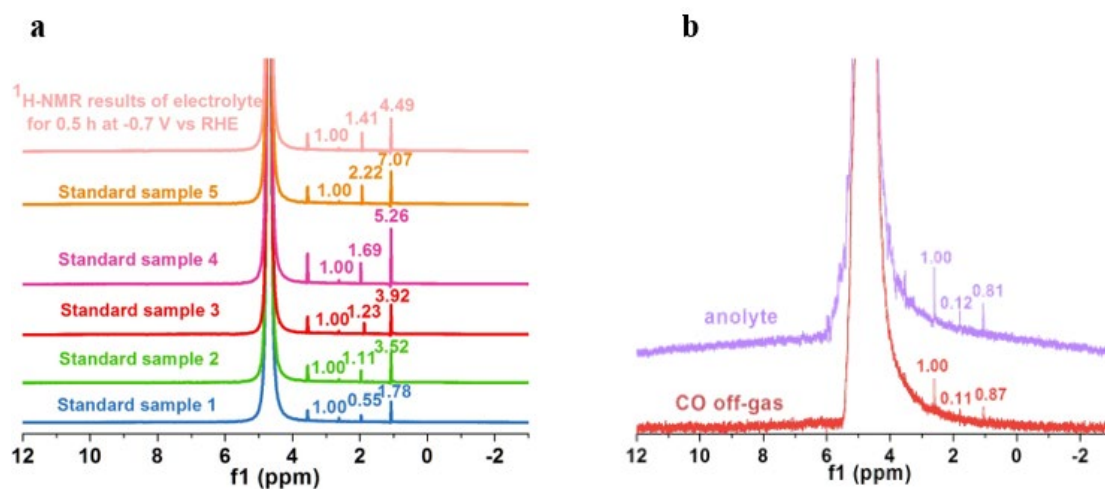 a
¹H-NMR results of electrolyte
for 0.5 h at -0.7 V vs RHE
1.00
1.41
4.49
Standard sample 5
1.00
2.22
7.07
Standard sample 4
1.00
1.69
5.26
Standard sample 3
1.00
1.23
3.92
Standard sample 2
1.00
1.11
3.52
Standard sample 1
1.00
0.55
1.78
12 10 8 6 4 2 0 -2
f1 (ppm)
b
anolyte
1.00
0.12
0.81
CO off-gas
1.00
0.11
0.87
12 10 8 6 4 2 0 -2
f1 (ppm)